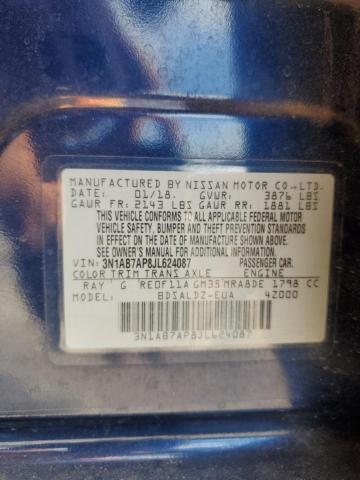 MANUFACTURED BY NISSAN MOTOR CO.,LTD.
DATE: 01/18. GVWR: 3876 LBS
GAWR FR: 2143 LBS GAWR RR: 1881 LBS
THIS VEHICLE CONFORMS TO ALL APPLICABLE FEDERAL MOTOR
VEHICLE SAFETY, BUMPER AND THEFT PREVENTION STANDARDS
IN EFFECT ON THE DATE OF MANUFACTURE SHOWN ABOVE.
SEE OWNER'S MANUAL FOR ADDITIONAL INFORMATION.
VIN: 3N1AB7AP8JL624087 PASSENGER CAR.
COLOR TRIM TRANS AXLE ENGINE
RAY G RE0F11A GM35 MRA8DE 1798 CC
BDSALDZ-EUA 4Z000
3N1AB7AP8JL624087